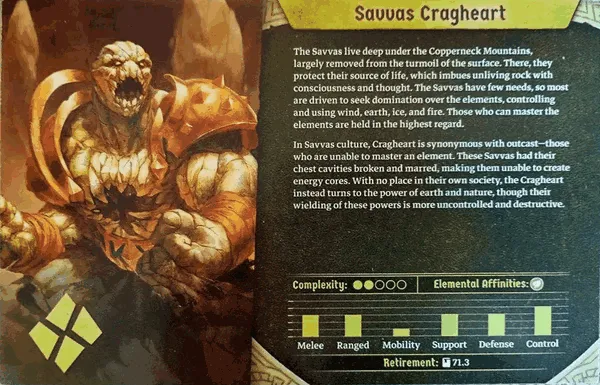 Savvas Cragheart
The Savvas live deep under the Copperneck Mountains,
largely removed from the turmoil of the surface. There, they
protect their source of life, which imbues unliving rock with
consciousness and thought. The Savvas have few needs, so most
are driven to seek domination over the elements, controlling
and using wind, earth, ice, and fire. Those who can master the
elements are held in the highest regard.
In Savvas culture, Cragheart is synonymous with outcast—those
who are unable to master an element. These Savvas had their
chest cavities broken and marred, making them unable to create
energy cores. With no place in their own society, the Cragheart
instead turns to the power of earth and nature, though their
wielding of these powers is more uncontrolled and destructive.
Complexity: Elemental Affinities:
Melee Ranged Mobility Support Defense Control
Retirement: 71.3